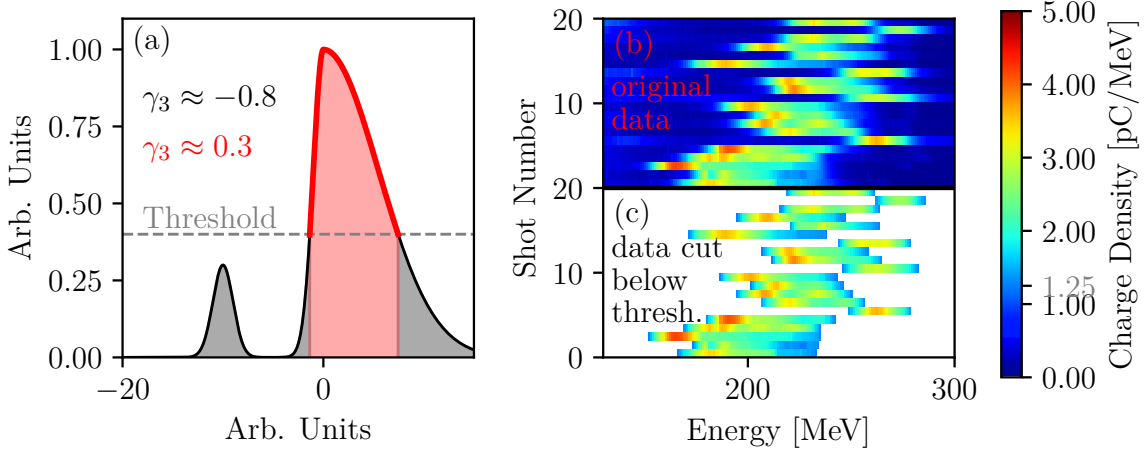 (a)
γ₃ ≈ −0.8
γ₃ ≈ 0.3
Threshold
1.00
0.75
0.50
0.25
0.00
−20
0
Arb. Units
Arb. Units
(b)
original
data
20
10
20
(c)
data cut
below
thresh.
10
0
Shot Number
200
300
Energy [MeV]
5.00
4.00
3.00
2.00
1.25
1.00
0.00
Charge Density [pC/MeV]